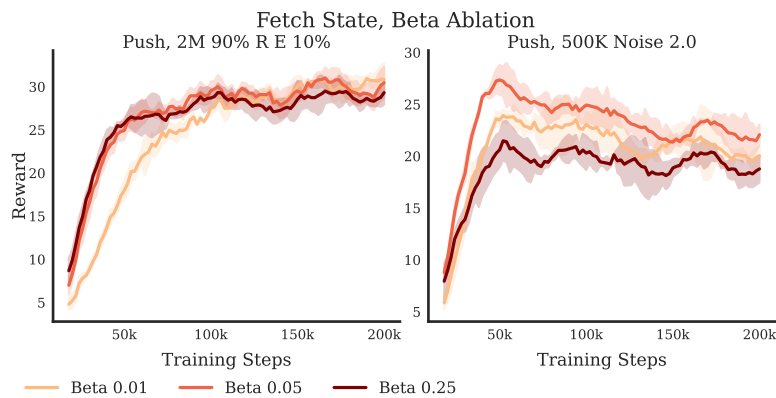 Fetch State, Beta Ablation
Push, 2M 90% R E 10%
Push, 500K Noise 2.0
Reward
30
25
20
15
10
5
50k 100k 150k 200k
Training Steps
30
25
20
15
10
5
50k 100k 150k 200k
Training Steps
Beta 0.01 Beta 0.05 Beta 0.25